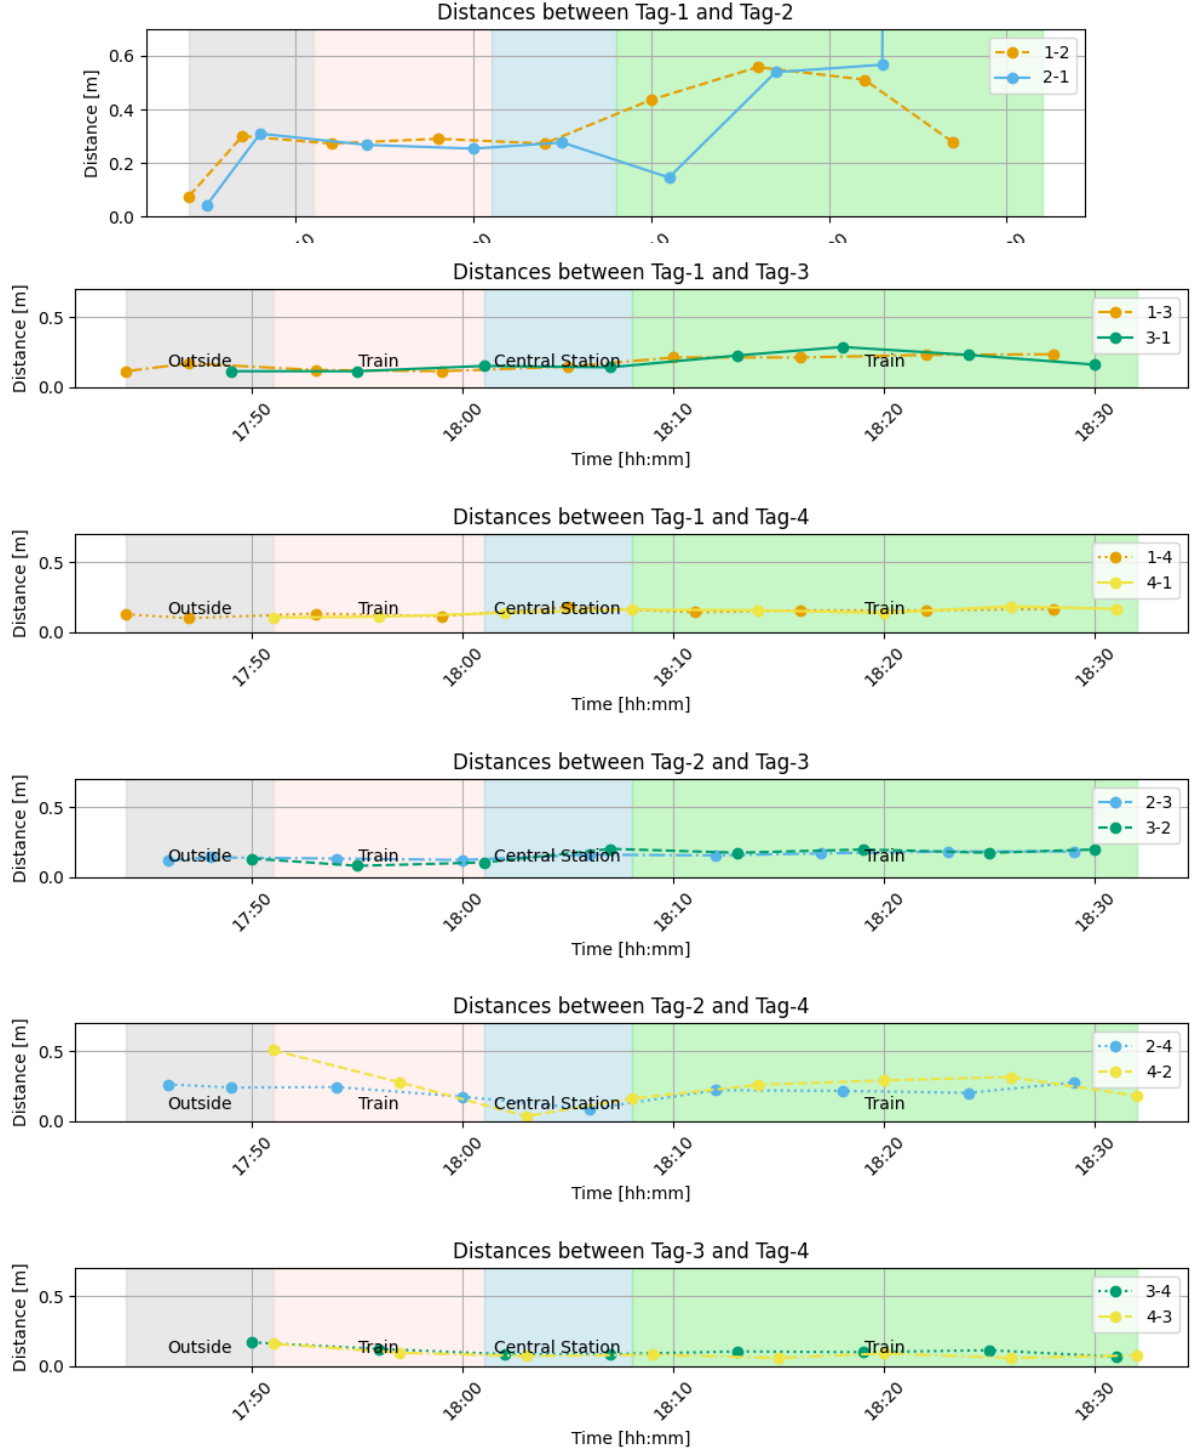 Distances between Tag-1 and Tag-2
Distance [m]
0.6
0.4
0.2
0.0
1-2
2-1
Distances between Tag-1 and Tag-3
Distance [m]
0.5
0.0
1-3
3-1
Outside Train Central Station Train
17:50 18:00 18:10 18:20 18:30
Time [hh:mm]
Distances between Tag-1 and Tag-4
Distance [m]
0.5
0.0
1-4
4-1
Outside Train Central Station Train
17:50 18:00 18:10 18:20 18:30
Time [hh:mm]
Distances between Tag-2 and Tag-3
Distance [m]
0.5
0.0
2-3
3-2
Outside Train Central Station Train
17:50 18:00 18:10 18:20 18:30
Time [hh:mm]
Distances between Tag-2 and Tag-4
Distance [m]
0.5
0.0
2-4
4-2
Outside Train Central Station Train
17:50 18:00 18:10 18:20 18:30
Time [hh:mm]
Distances between Tag-3 and Tag-4
Distance [m]
0.5
0.0
3-4
4-3
Outside Train Central Station Train
17:50 18:00 18:10 18:20 18:30
Time [hh:mm]